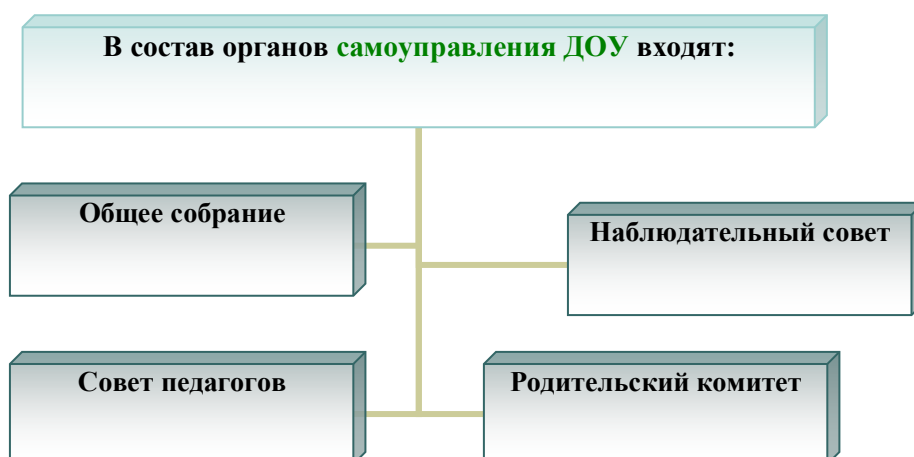 В состав органов самоуправления ДОУ входят:
Общее собрание
Наблюдательный совет
Совет педагогов
Родительский комитет